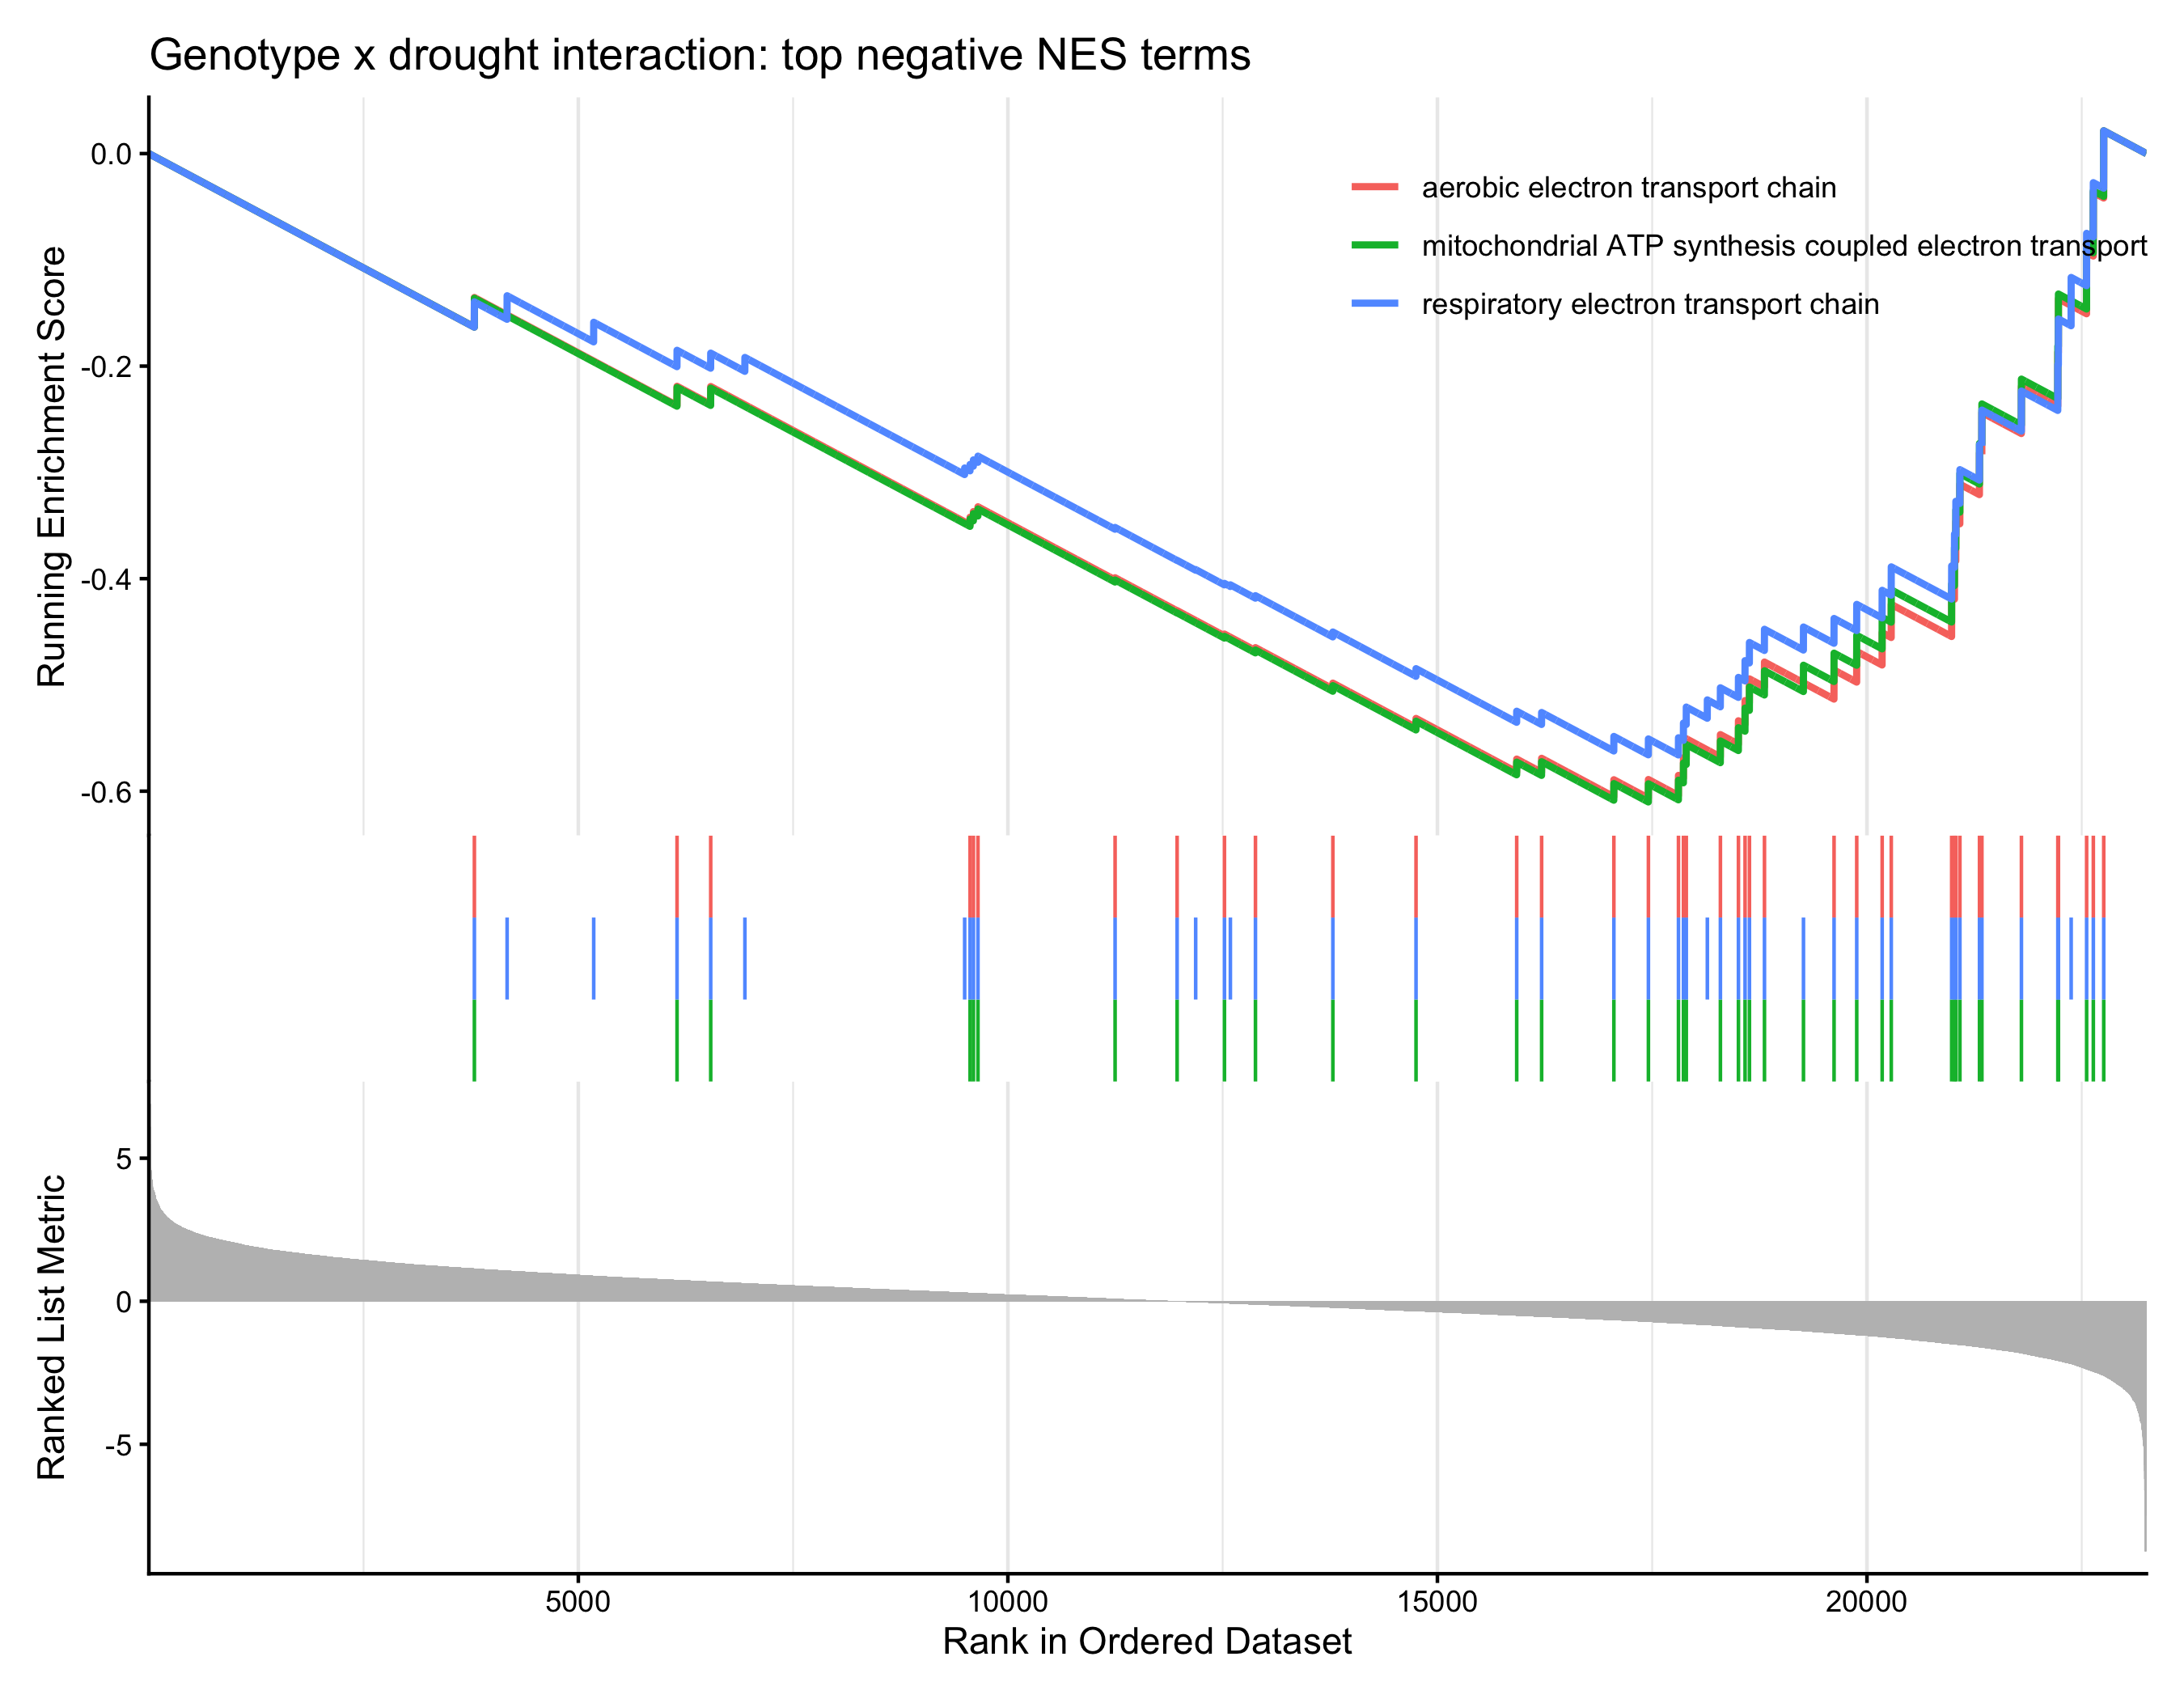 Genotype x drought interaction: top negative NES terms
Running Enrichment Score
0.0
-0.2
-0.4
-0.6
aerobic electron transport chain
mitochondrial ATP synthesis coupled electron transport
respiratory electron transport chain
Ranked List Metric
5
0
-5
5000
10000
15000
20000
Rank in Ordered Dataset